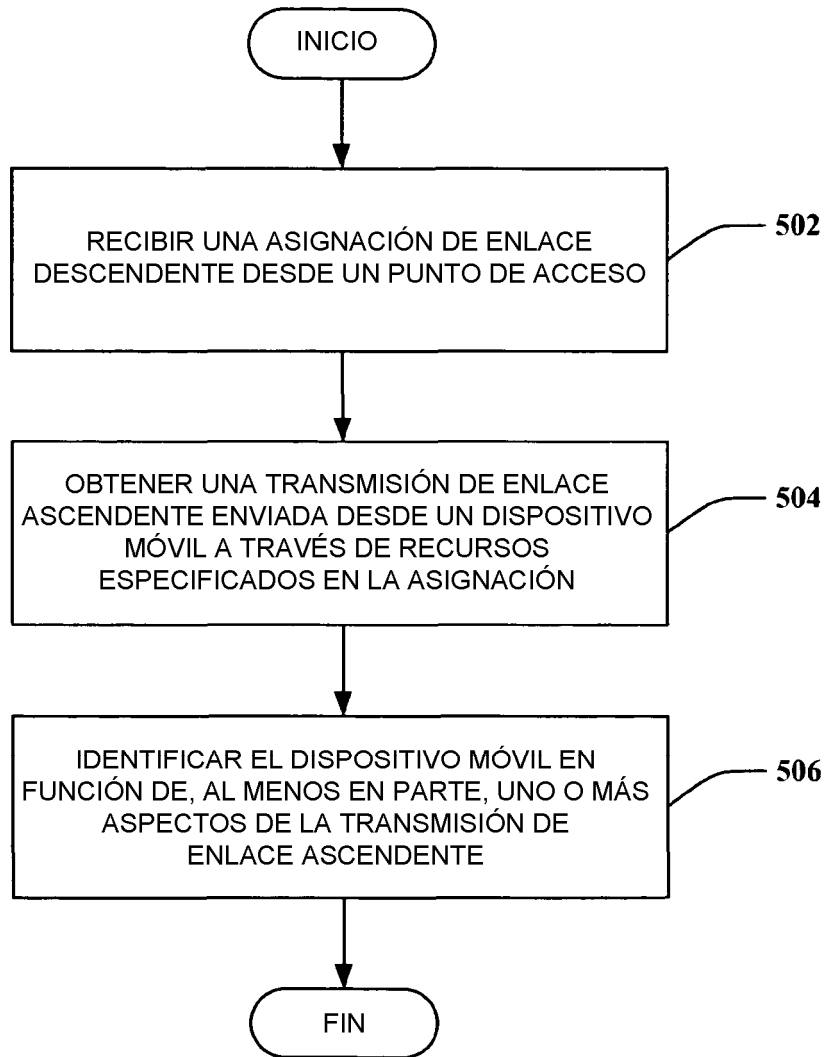 INICIO
RECIBIR UNA ASIGNACIÓN DE ENLACE
DESCENDENTE DESDE UN PUNTO DE ACCESO
502
OBTENER UNA TRANSMISIÓN DE ENLACE
ASCENDENTE ENVIADA DESDE UN DISPOSITIVO
MÓVIL A TRAVÉS DE RECURSOS
ESPECIFICADOS EN LA ASIGNACIÓN
504
IDENTIFICAR EL DISPOSITIVO MÓVIL EN
FUNCIÓN DE, AL MENOS EN PARTE, UNO O MÁS
ASPECTOS DE LA TRANSMISIÓN DE
ENLACE ASCENDENTE
506
FIN